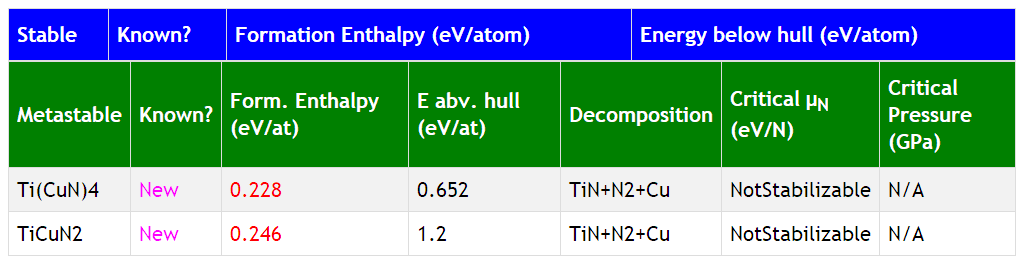 Stable Known? Formation Enthalpy (eV/atom) Energy below hull (eV/atom)
Metastable Known? Form. Enthalpy (eV/at) E abv. hull (eV/at) Decomposition Critical μN (eV/N) Critical Pressure (GPa)
Ti(CuN)4 New 0.228 0.652 TiN+N2+Cu NotStabilizable N/A
TiCuN2 New 0.246 1.2 TiN+N2+Cu NotStabilizable N/A